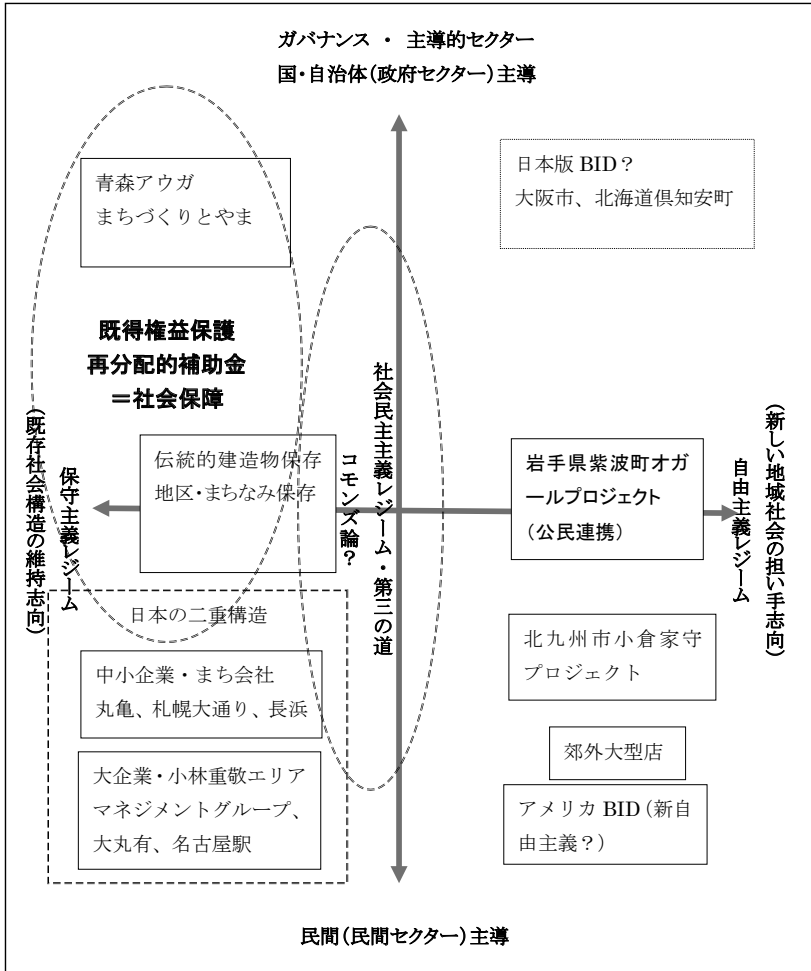 ガバナンス ・ 主導的セクター
国・自治体(政府セクター)主導
青森アウガ
まちづくりとやま
日本版 BID？
大阪市、北海道倶知安町
既得権益保護
再分配的補助金
＝社会保障
(既存社会構造の維持志向)
保守主義レジーム
伝統的建造物保存
地区・まちなみ保存
コモンズ論？
社会民主主義レジーム・第三の道
岩手県紫波町オガ
ールプロジェクト
(公民連携)
自由主義レジーム
(新しい地域社会の担い手志向)
日本の二重構造
中小企業・まち会社
丸亀、札幌大通り、長浜
大企業・小林重敬エリア
マネジメントグループ、
大丸有、名古屋駅
北九州市小倉家守
プロジェクト
郊外大型店
アメリカ BID (新自
由主義？)
民間(民間セクター)主導